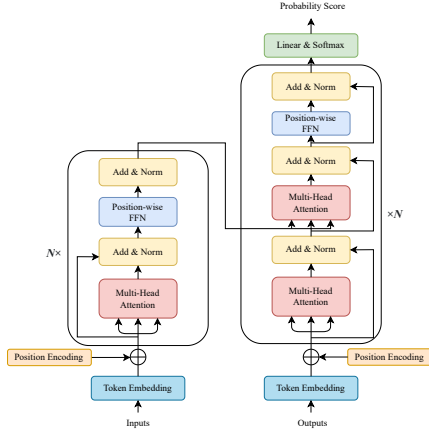 Probability Score
Linear & Softmax
Add & Norm
Position-wise
FFN
Add & Norm
Multi-Head
Attention
×N
Add & Norm
Multi-Head
Attention
Position Encoding
Token Embedding
Outputs
Add & Norm
Position-wise
FFN
N×
Add & Norm
Multi-Head
Attention
Position Encoding
Token Embedding
Inputs